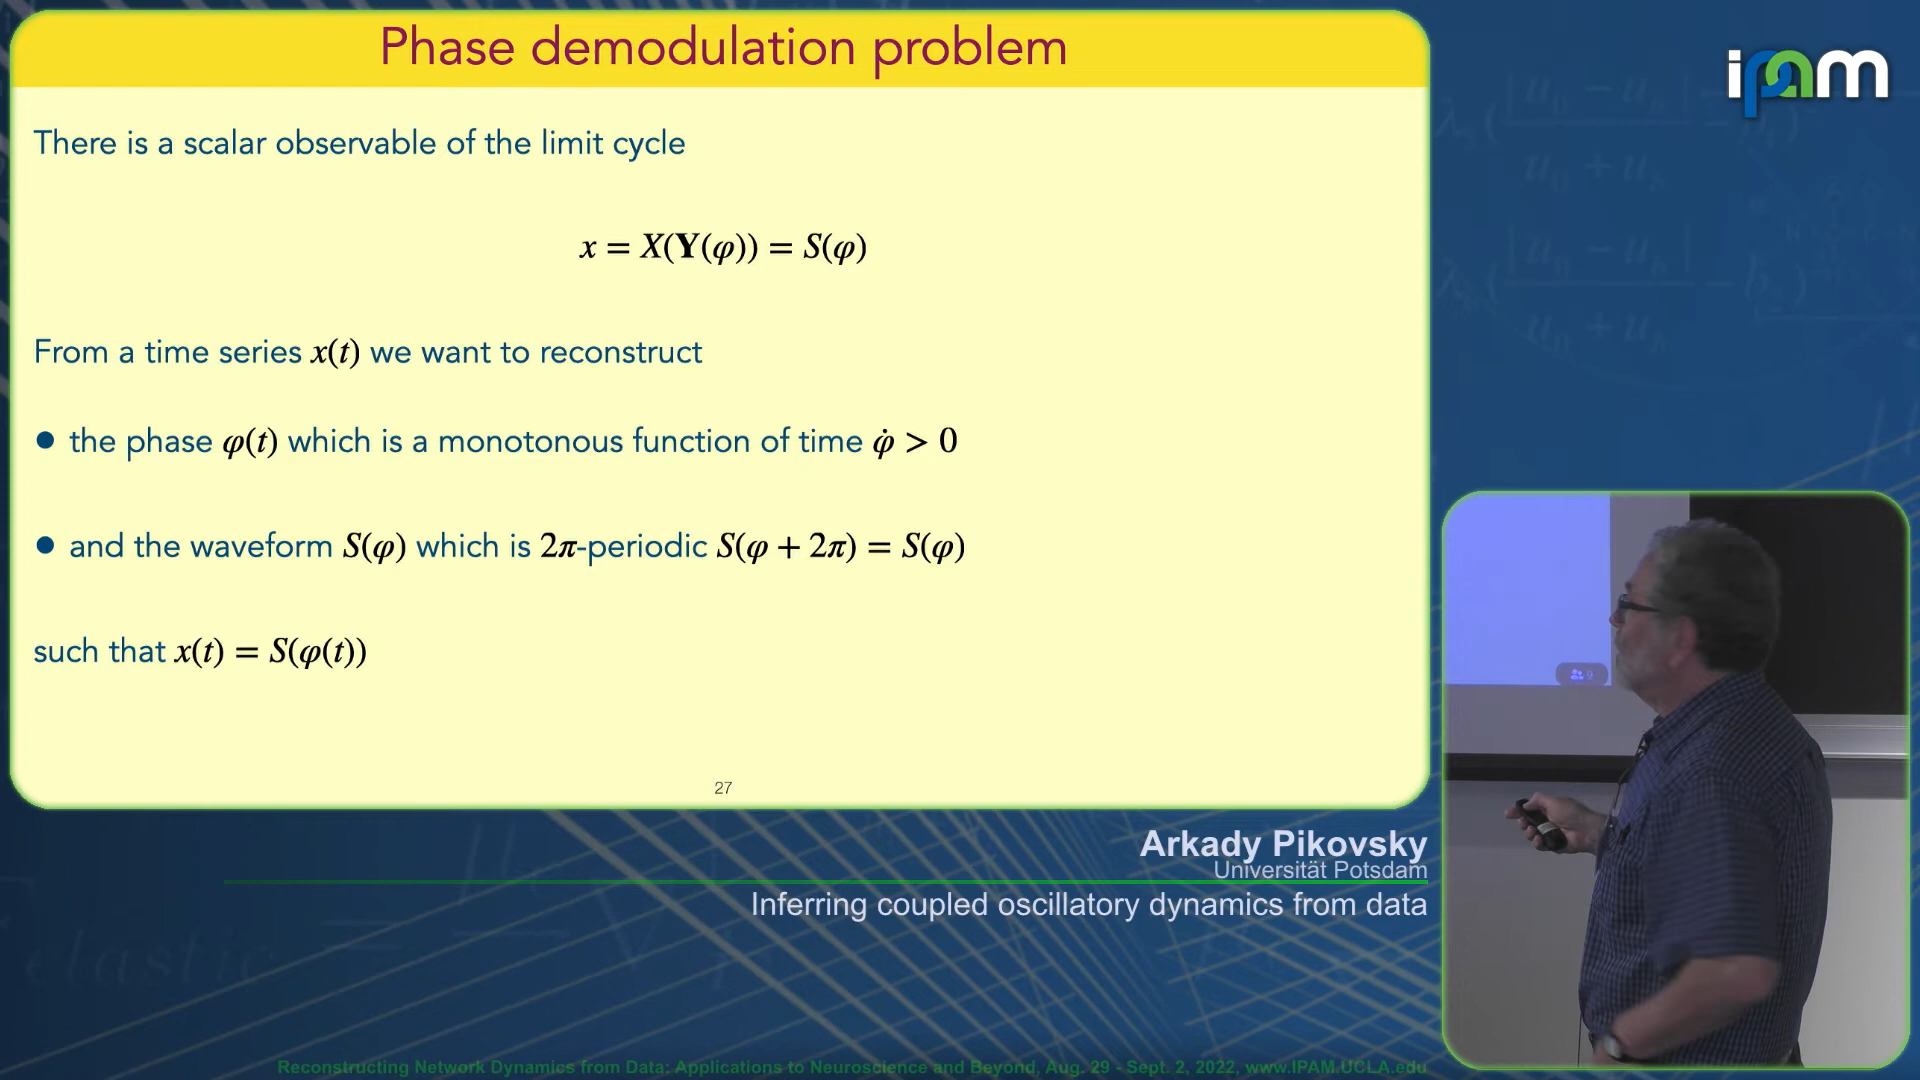 Phase demodulation problem
ipam
There is a scalar observable of the limit cycle
x = X(Y(φ)) = S(φ)
From a time series x(t) we want to reconstruct
● the phase φ(t) which is a monotonous function of time φ̇ > 0
● and the waveform S(φ) which is 2π-periodic S(φ + 2π) = S(φ)
such that x(t) = S(φ(t))
27
9
Arkady Pikovsky
Universität Potsdam
Inferring coupled oscillatory dynamics from data
elastic
Reconstructing Network Dynamics from Data: Applications to Neuroscience and Beyond, Aug. 29 - Sept. 2, 2022, www.IPAM.UCLA.edu